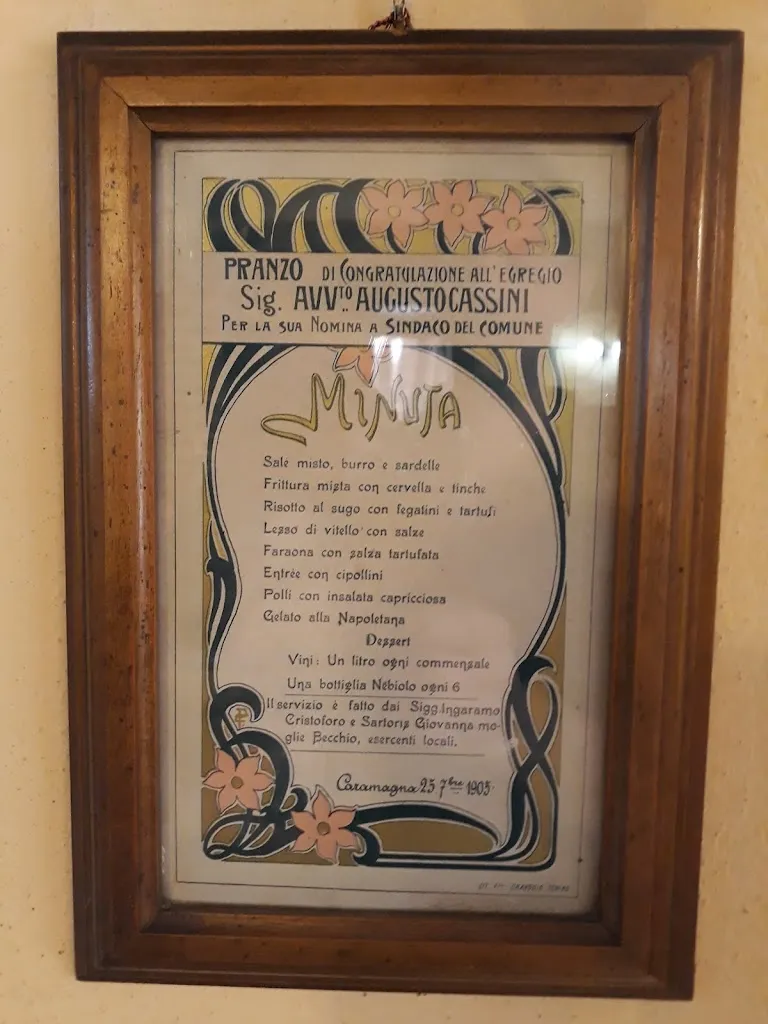 PRANZO DI CONGRATULAZIONE ALL'EGREGIO
Sig. AVV.TO AUGUSTO CASSINI
PER LA SUA NOMINA A SINDACO DEL COMUNE
MINUTA
Sale misto, burro e sardelle
Frittura mista con cervella e tinche
Risotto al sugo con fegatini e tartufi
Lesso di vitello con salze
Faraona con salza tartufata
Entrée con cipollini
Polli con insalata capricciosa
Gelato alla Napoletana
Dessert
Vini: Un litro ogni commensale
Una bottiglia Nebiolo ogni 6
Il servizio è fatto dai Sigg. Ingaramo
Cristoforo e Sartoris Giovanna mo-
glie Becchio, esercenti locali.
Caramagna 25 7bre 1905